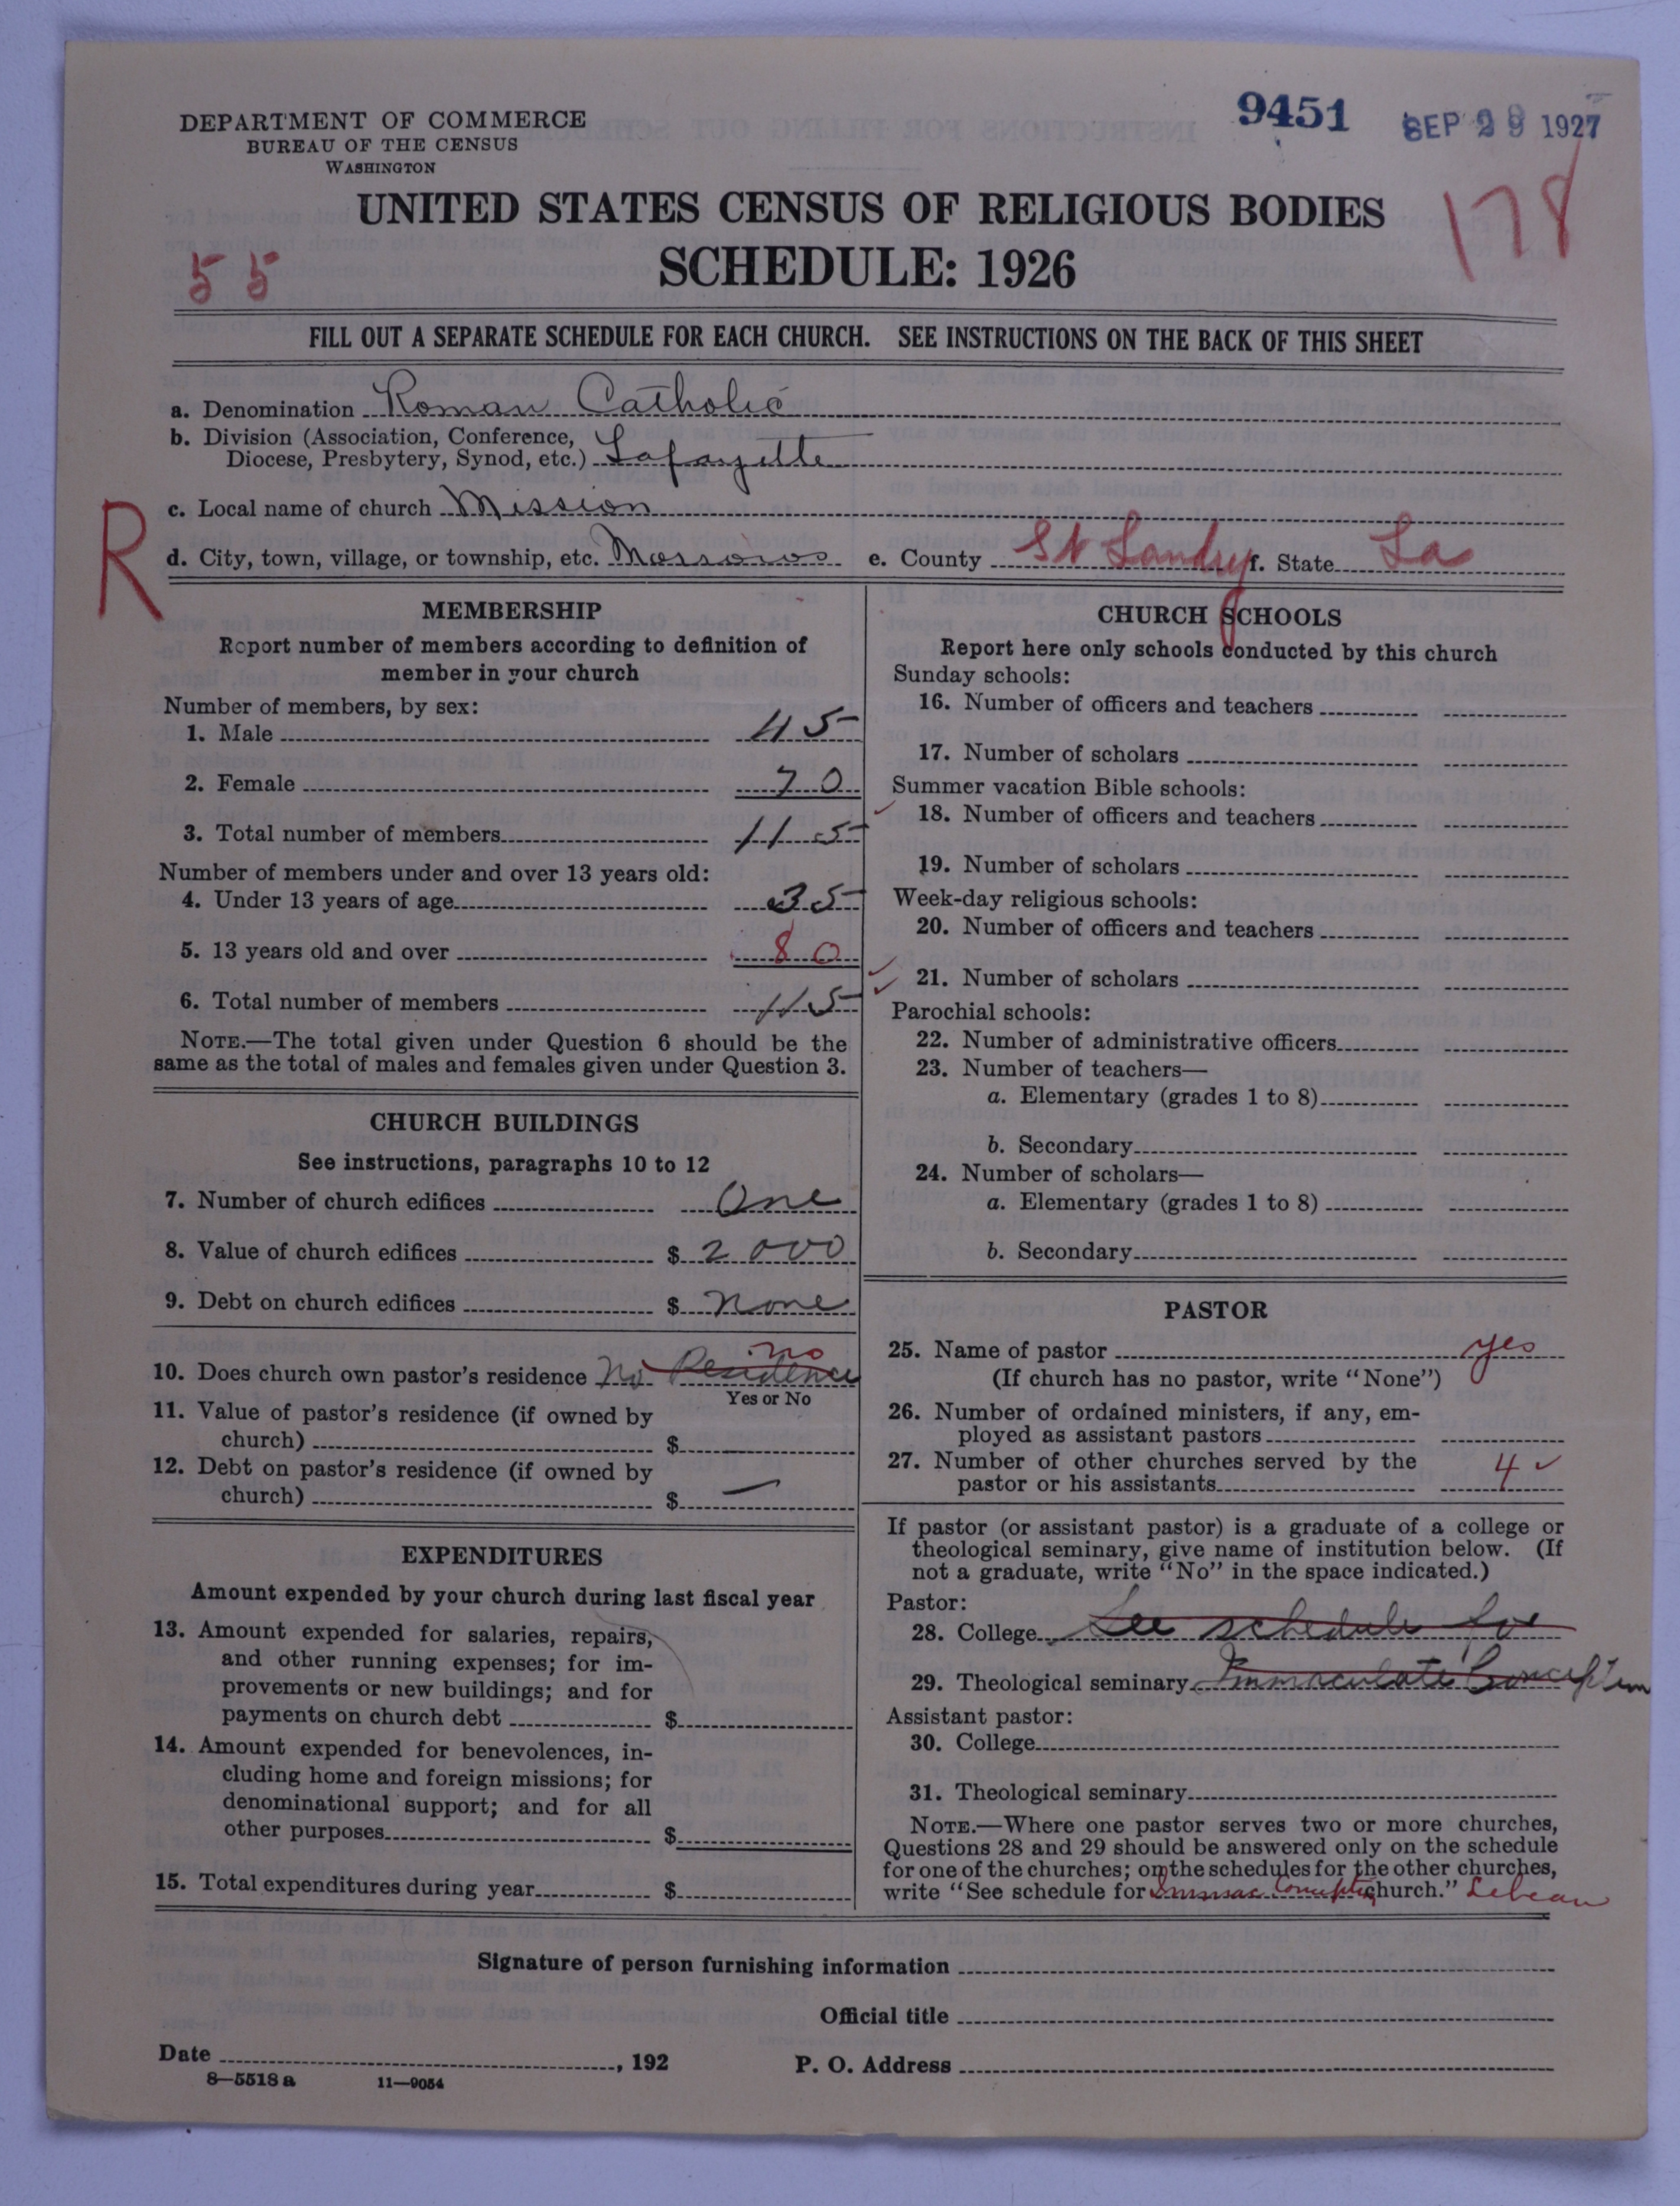 DEPARTMENT OF COMMERCE
BUREAU OF THE CENSUS
WASHINGTON
9451
SEP 29 1927
178
UNITED STATES CENSUS OF RELIGIOUS BODIES
SCHEDULE: 1926
55
FILL OUT A SEPARATE SCHEDULE FOR EACH CHURCH. SEE INSTRUCTIONS ON THE BACK OF THIS SHEET
a. Denomination Roman Catholic
b. Division (Association, Conference,
Diocese, Presbytery, Synod, etc.) Lafayette
R
c. Local name of church Mission
d. City, town, village, or township, etc. Morrows e. County St Landry f. State La
MEMBERSHIP
Report number of members according to definition of
member in your church
Number of members, by sex:
1. Male 45
2. Female 70
3. Total number of members 115
Number of members under and over 13 years old:
4. Under 13 years of age 35
5. 13 years old and over 80
6. Total number of members 115
NOTE.—The total given under Question 6 should be the
same as the total of males and females given under Question 3.
CHURCH BUILDINGS
See instructions, paragraphs 10 to 12
7. Number of church edifices One
8. Value of church edifices $ 2000
9. Debt on church edifices $ none
no
10. Does church own pastor's residence No Residence
Yes or No
11. Value of pastor's residence (if owned by
church) $
12. Debt on pastor's residence (if owned by
church) $ —
EXPENDITURES
Amount expended by your church during last fiscal year
13. Amount expended for salaries, repairs,
and other running expenses; for im-
provements or new buildings; and for
payments on church debt $
14. Amount expended for benevolences, in-
cluding home and foreign missions; for
denominational support; and for all
other purposes $
15. Total expenditures during year $
CHURCH SCHOOLS
Report here only schools conducted by this church
Sunday schools:
16. Number of officers and teachers
17. Number of scholars
Summer vacation Bible schools:
18. Number of officers and teachers
19. Number of scholars
Week-day religious schools:
20. Number of officers and teachers
21. Number of scholars
Parochial schools:
22. Number of administrative officers
23. Number of teachers—
a. Elementary (grades 1 to 8)
b. Secondary
24. Number of scholars—
a. Elementary (grades 1 to 8)
b. Secondary
PASTOR
25. Name of pastor yes
(If church has no pastor, write "None")
26. Number of ordained ministers, if any, em-
ployed as assistant pastors
27. Number of other churches served by the
pastor or his assistants 4 ✓
If pastor (or assistant pastor) is a graduate of a college or
theological seminary, give name of institution below. (If
not a graduate, write "No" in the space indicated.)
Pastor:
28. College See schedule for
29. Theological seminary Immaculate Conception
Assistant pastor:
30. College
31. Theological seminary
NOTE.—Where one pastor serves two or more churches,
Questions 28 and 29 should be answered only on the schedule
for one of the churches; on the schedules for the other churches,
write "See schedule for Immac Conception church." Lebeau
Signature of person furnishing information
Official title
Date , 192
P. O. Address
8—5518 a 11—9054